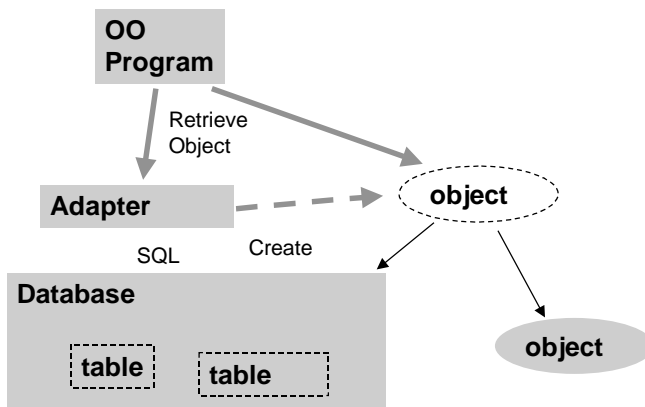 OO
Program
Retrieve
Object
Adapter
object
SQL
Create
Database
table
table
object